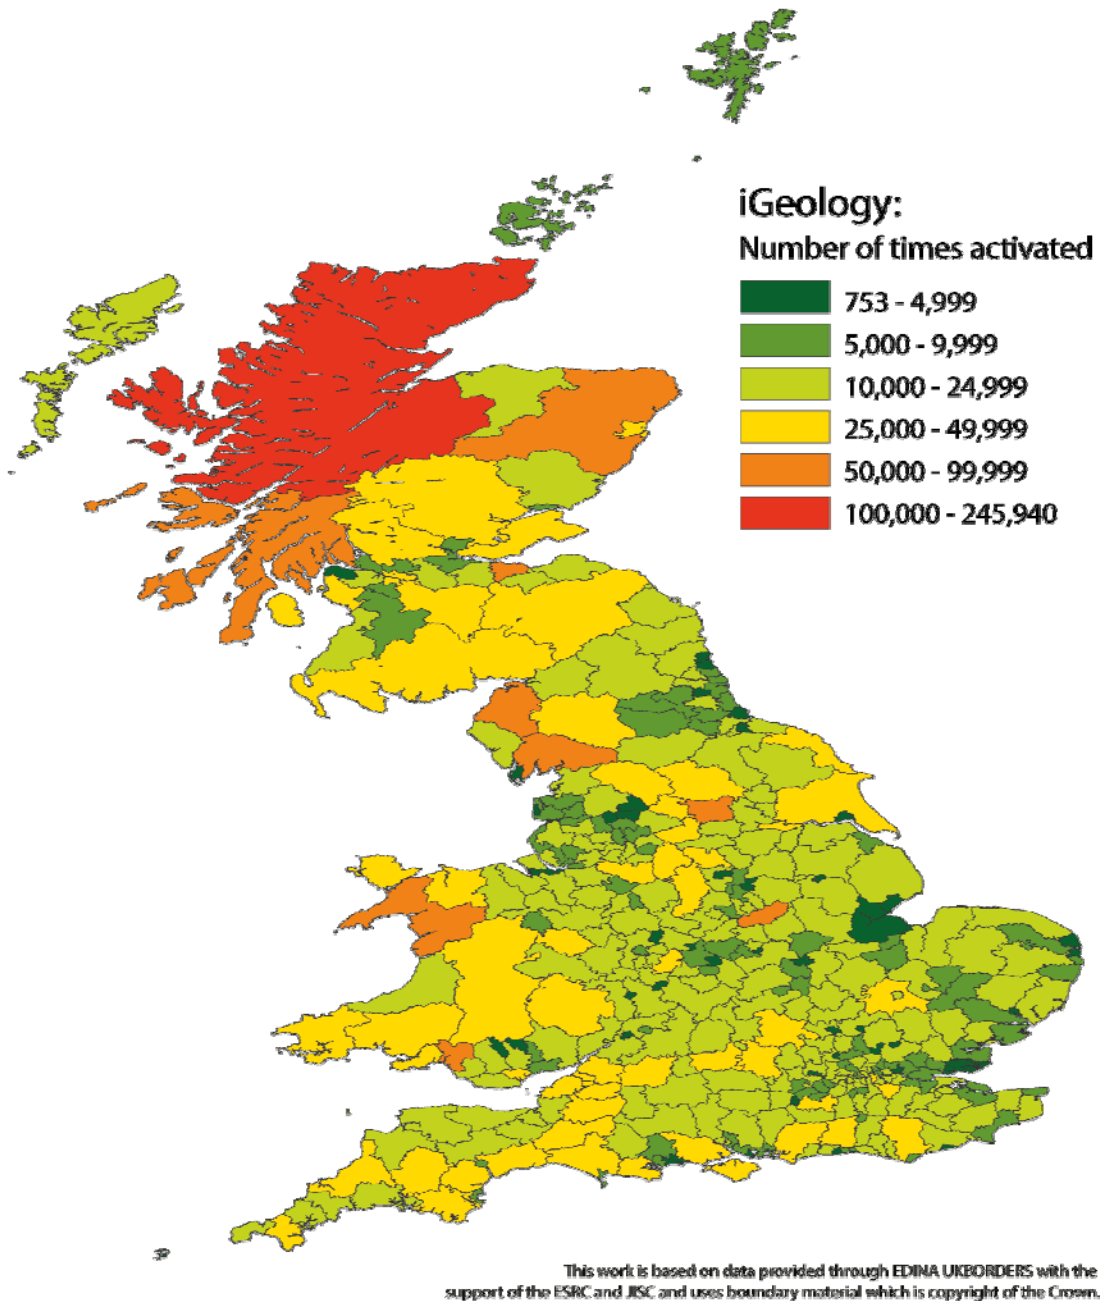 iGeology:
Number of times activated
753 - 4,999
5,000 - 9,999
10,000 - 24,999
25,000 - 49,999
50,000 - 99,999
100,000 - 245,940
This work is based on data provided through EDINA UKBORDERS with the
support of the ESRC and JISC and uses boundary material which is copyright of the Crown.